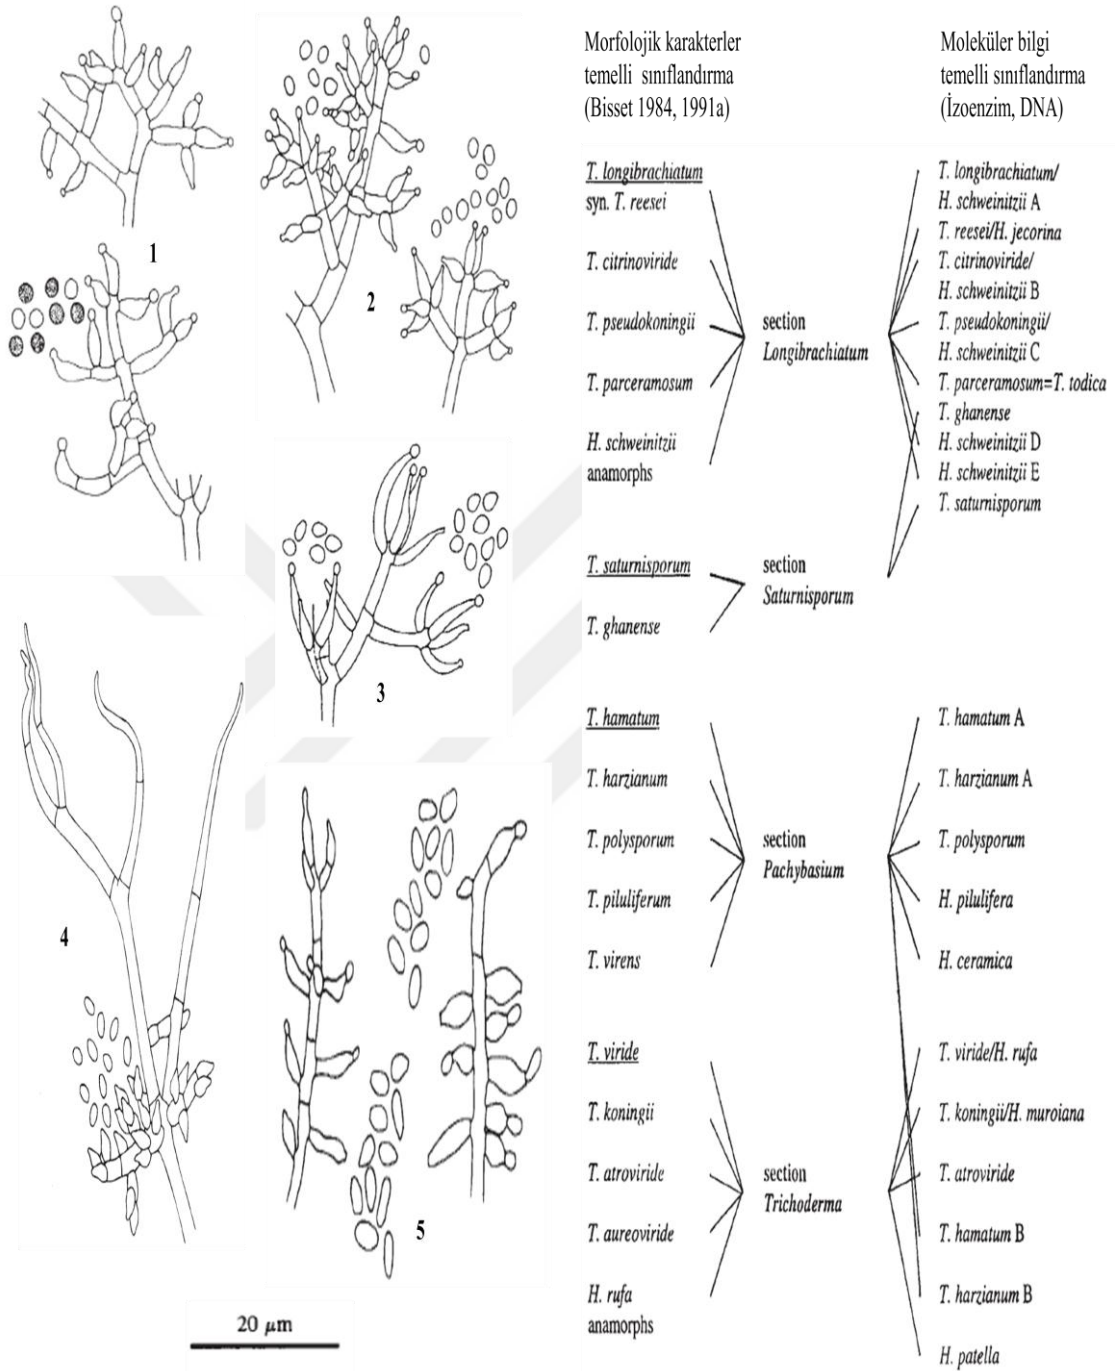 1
2
3
4
5
20 μm
Morfolojik karakterler
temelli sınıflandırma
(Bisset 1984, 1991a)
T. longibrachiatum
syn. T. reesei
T. citrinoviride
T. pseudokoningii
T. parceramosum
H. schweinitzii
anamorphs
T. saturnisporum
T. ghanense
T. hamatum
T. harzianum
T. polysporum
T. piluliferum
T. virens
T. viride
T. koningii
T. atroviride
T. aureoviride
H. rufa
anamorphs
section
Longibrachiatum
section
Saturnisporum
section
Pachybasium
section
Trichoderma
Moleküler bilgi
temelli sınıflandırma
(İzoenzim, DNA)
T. longibrachiatum/
H. schweinitzii A
T. reesei/H. jecorina
T. citrinoviride/
H. schweinitzii B
T. pseudokoningii/
H. schweinitzii C
T. parceramosum=T. todica
T. ghanense
H. schweinitzii D
H. schweinitzii E
T. saturnisporum
T. hamatum A
T. harzianum A
T. polysporum
H. pilulifera
H. ceramica
T. viride/H. rufa
T. koningii/H. muroiana
T. atroviride
T. hamatum B
T. harzianum B
H. patella